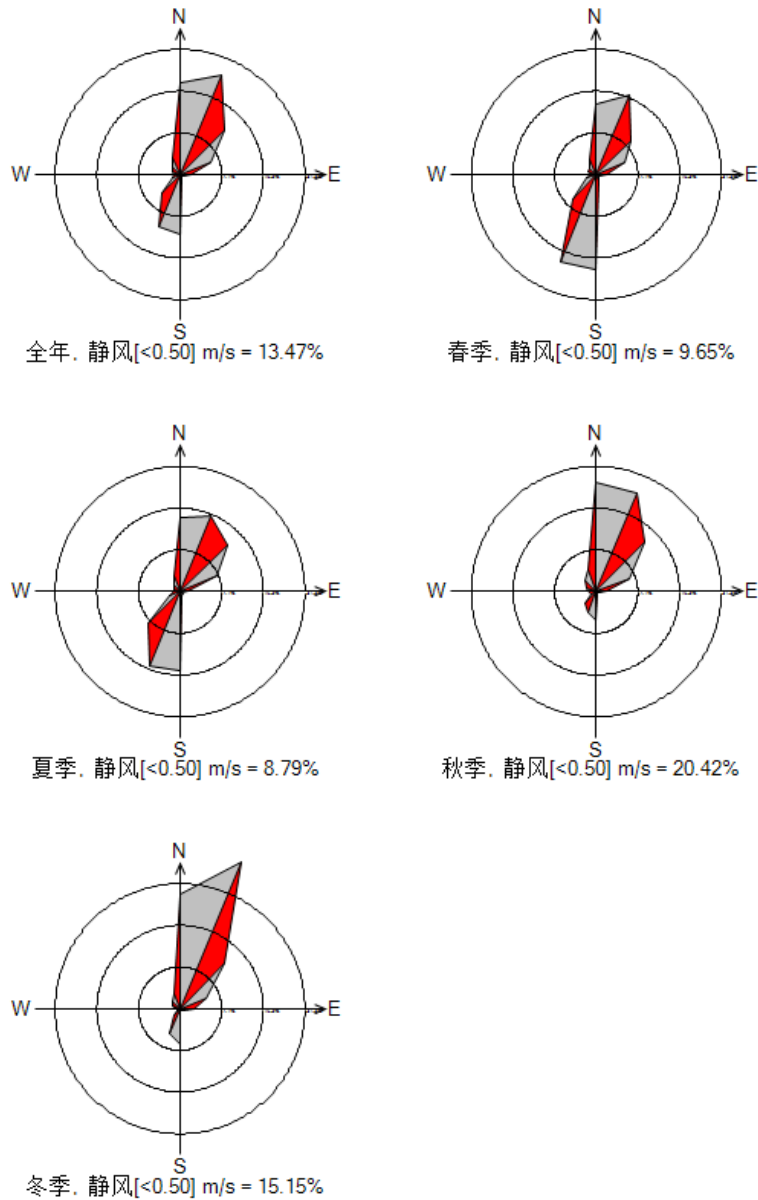 N
N
W
E
W
E
S
S
全年, 静风[<0.50] m/s = 13.47%
春季, 静风[<0.50] m/s = 9.65%
N
N
W
E
W
E
S
S
夏季, 静风[<0.50] m/s = 8.79%
秋季, 静风[<0.50] m/s = 20.42%
N
W
E
S
冬季, 静风[<0.50] m/s = 15.15%